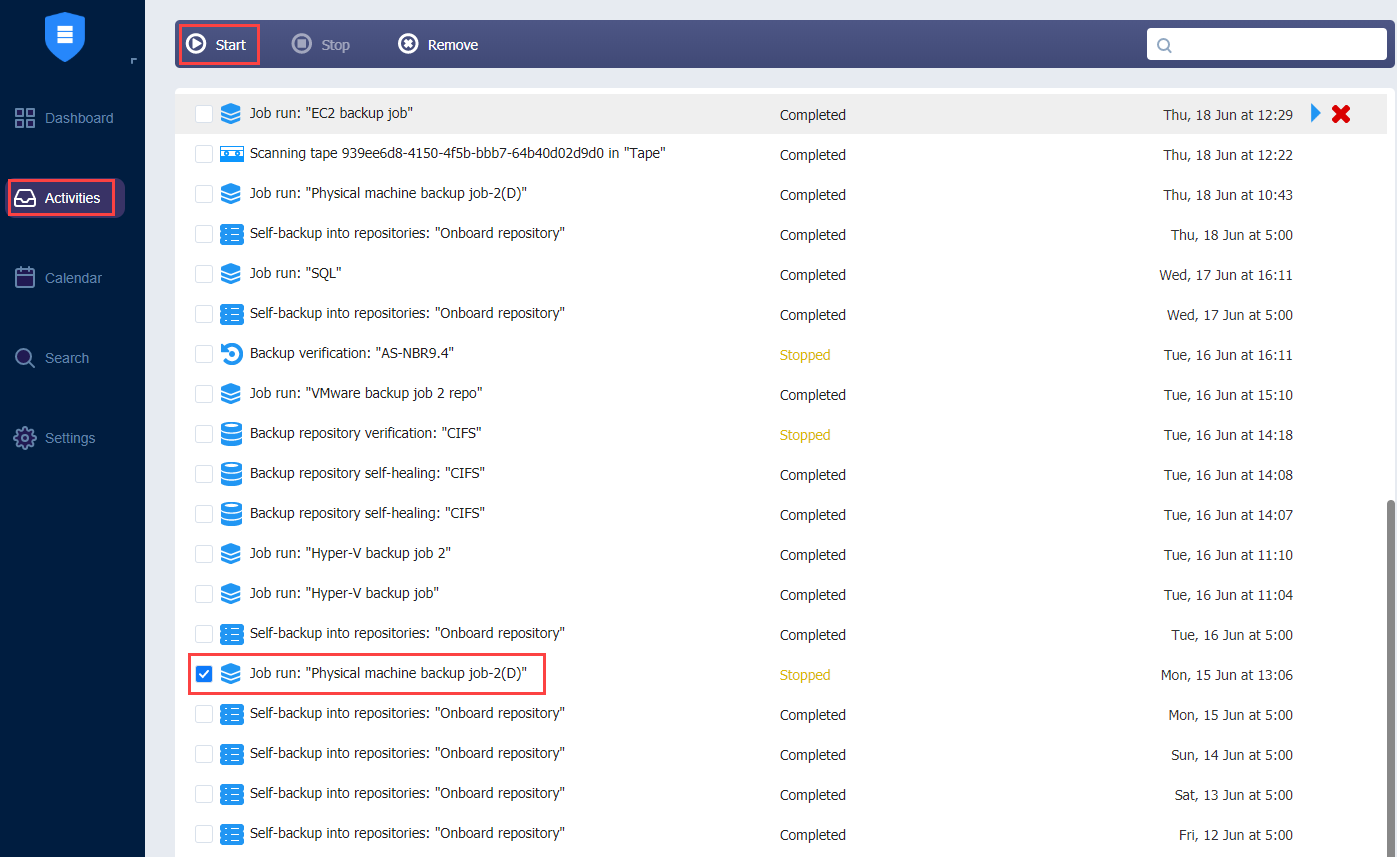 Start
Stop
Remove
Dashboard
Activities
Calendar
Search
Settings
Job run: "EC2 backup job" Completed Thu, 18 Jun at 12:29
Scanning tape 939ee6d8-4150-4f5b-bbb7-64b40d02d9d0 in "Tape" Completed Thu, 18 Jun at 12:22
Job run: "Physical machine backup job-2(D)" Completed Thu, 18 Jun at 10:43
Self-backup into repositories: "Onboard repository" Completed Thu, 18 Jun at 5:00
Job run: "SQL" Completed Wed, 17 Jun at 16:11
Self-backup into repositories: "Onboard repository" Completed Wed, 17 Jun at 5:00
Backup verification: "AS-NBR9.4" Stopped Tue, 16 Jun at 16:11
Job run: "VMware backup job 2 repo" Completed Tue, 16 Jun at 15:10
Backup repository verification: "CIFS" Stopped Tue, 16 Jun at 14:18
Backup repository self-healing: "CIFS" Completed Tue, 16 Jun at 14:08
Backup repository self-healing: "CIFS" Completed Tue, 16 Jun at 14:07
Job run: "Hyper-V backup job 2" Completed Tue, 16 Jun at 11:10
Job run: "Hyper-V backup job" Completed Tue, 16 Jun at 11:04
Self-backup into repositories: "Onboard repository" Completed Tue, 16 Jun at 5:00
Job run: "Physical machine backup job-2(D)" Stopped Mon, 15 Jun at 13:06
Self-backup into repositories: "Onboard repository" Completed Mon, 15 Jun at 5:00
Self-backup into repositories: "Onboard repository" Completed Sun, 14 Jun at 5:00
Self-backup into repositories: "Onboard repository" Completed Sat, 13 Jun at 5:00
Self-backup into repositories: "Onboard repository" Completed Fri, 12 Jun at 5:00